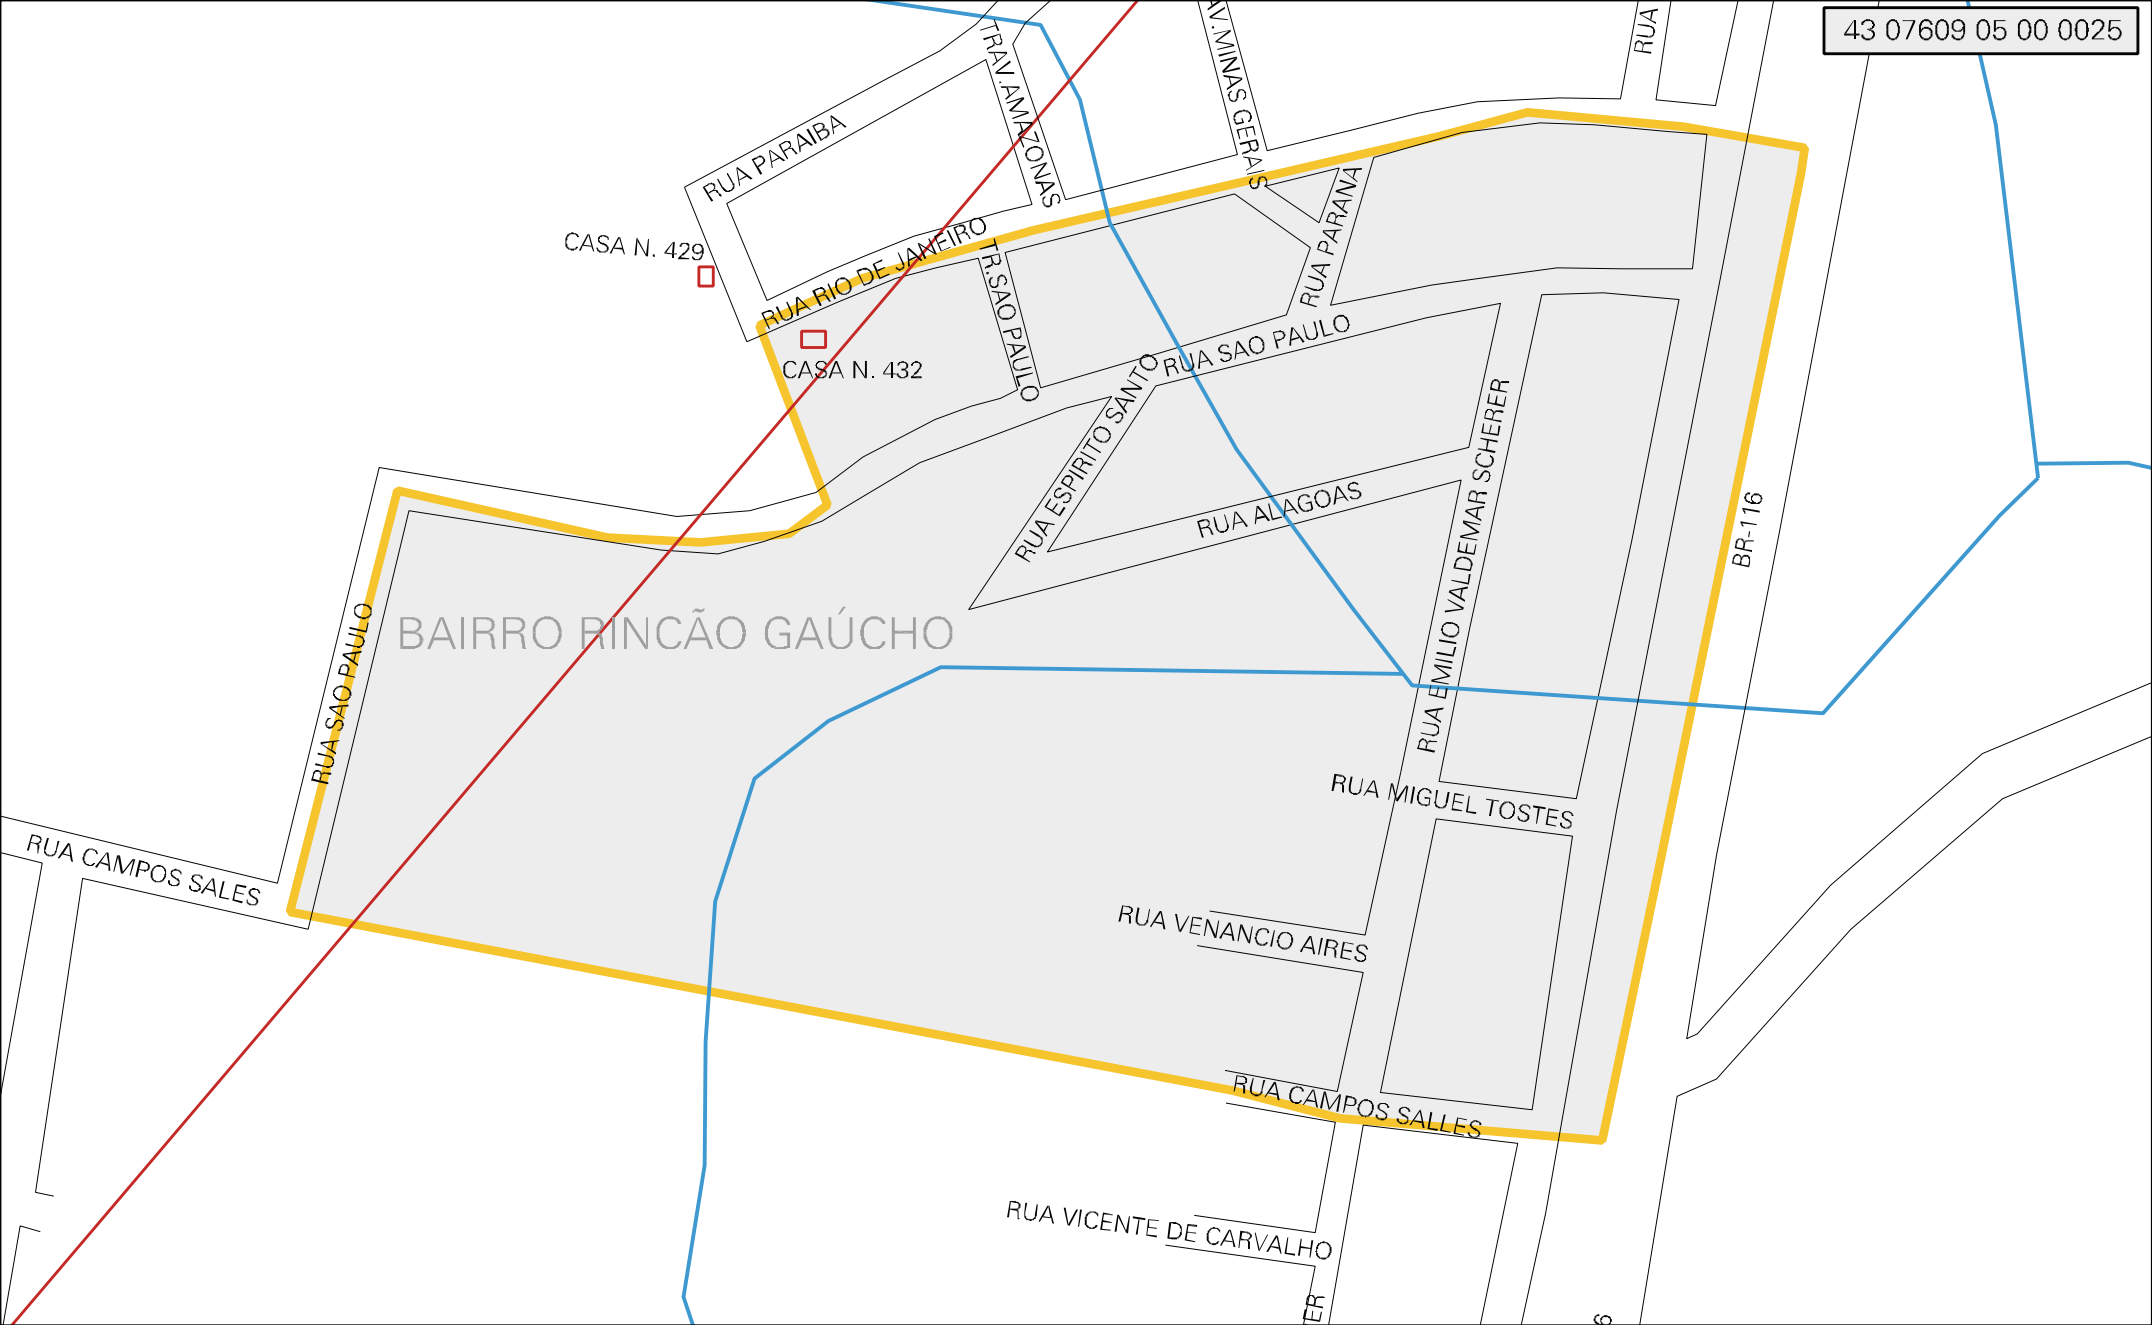 43 07609 05 00 0025
RUA
TRAV.AMAZONAS
AV.MINAS GERAIS
RUA PARAIBA
CASA N. 429
RUA RIO DE JANEIRO
TR.SAO PAULO
RUA PARANA
CASA N. 432
RUA SAO PAULO
RUA ESPIRITO SANTO
RUA ALAGOAS
RUA EMILIO VALDEMAR SCHERER
BR-116
BAIRRO RINCÃO GAÚCHO
RUA SAO PAULO
RUA MIGUEL TOSTES
RUA CAMPOS SALES
RUA VENANCIO AIRES
RUA CAMPOS SALLES
RUA VICENTE DE CARVALHO
ER
6